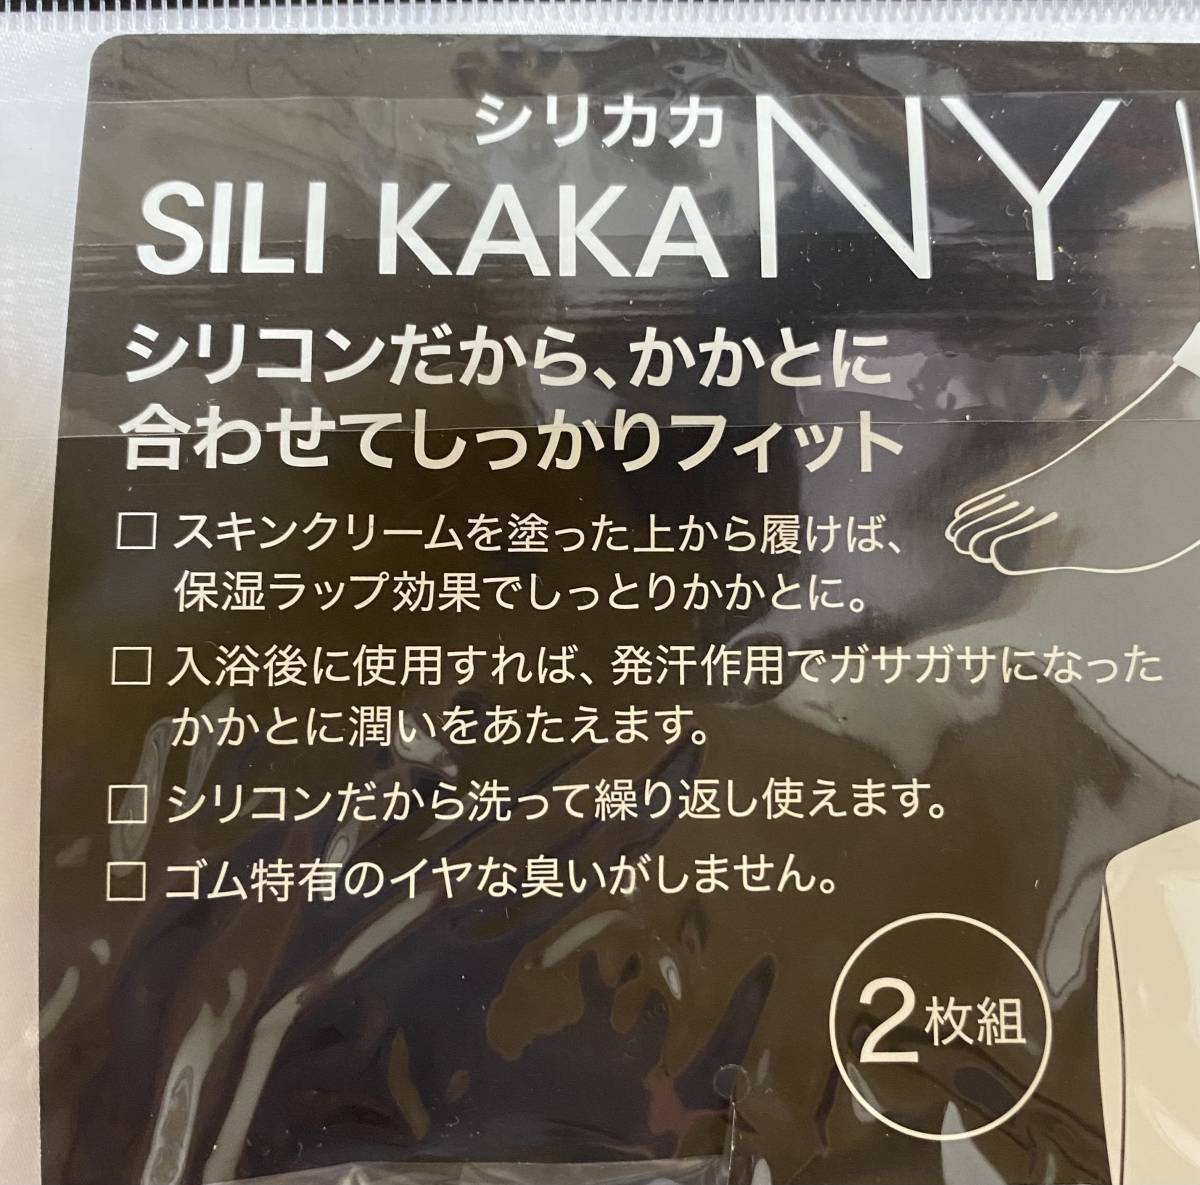 シリカカ
SILI KAKA NY
シリコンだから、かかとに
合わせてしっかりフィット
□ スキンクリームを塗った上から履けば、
保湿ラップ効果でしっとりかかとに。
□ 入浴後に使用すれば、発汗作用でガサガサになった
かかとに潤いをあたえます。
□ シリコンだから洗って繰り返し使えます。
□ ゴム特有のイヤな臭いがしません。
2枚組